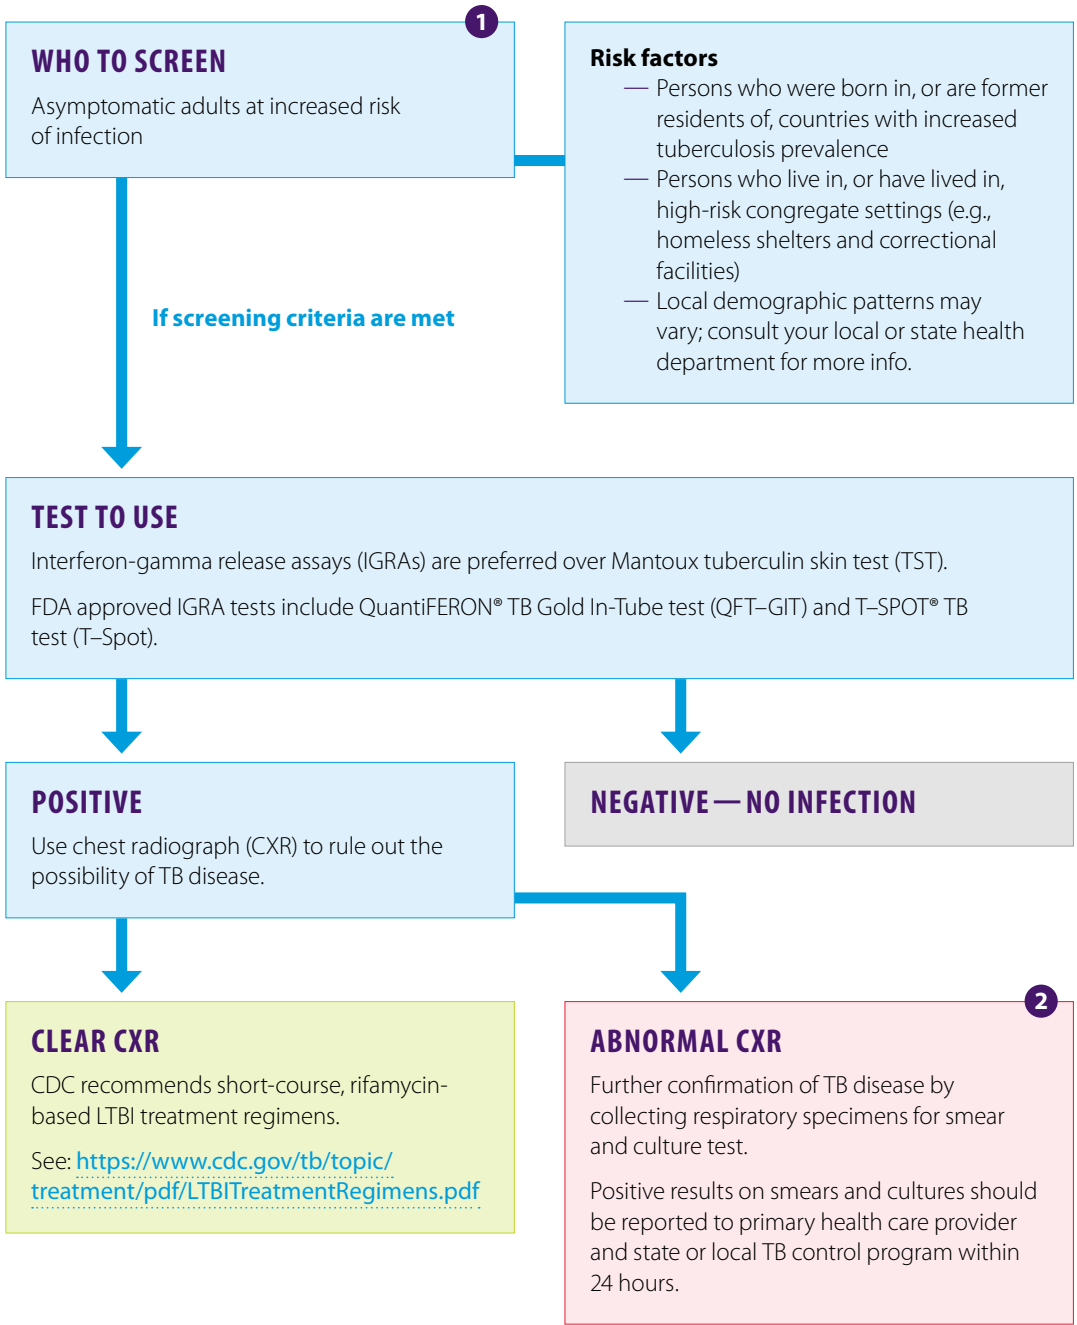 1
WHO TO SCREEN
Asymptomatic adults at increased risk
of infection
Risk factors
— Persons who were born in, or are former
residents of, countries with increased
tuberculosis prevalence
— Persons who live in, or have lived in,
high-risk congregate settings (e.g.,
homeless shelters and correctional
facilities)
— Local demographic patterns may
vary; consult your local or state health
department for more info.
If screening criteria are met
TEST TO USE
Interferon-gamma release assays (IGRAs) are preferred over Mantoux tuberculin skin test (TST).
FDA approved IGRA tests include QuantiFERON® TB Gold In-Tube test (QFT–GIT) and T–SPOT® TB
test (T–Spot).
POSITIVE
Use chest radiograph (CXR) to rule out the
possibility of TB disease.
NEGATIVE — NO INFECTION
CLEAR CXR
CDC recommends short-course, rifamycin-
based LTBI treatment regimens.
See: https://www.cdc.gov/tb/topic/
treatment/pdf/LTBITreatmentRegimens.pdf
2
ABNORMAL CXR
Further confirmation of TB disease by
collecting respiratory specimens for smear
and culture test.
Positive results on smears and cultures should
be reported to primary health care provider
and state or local TB control program within
24 hours.